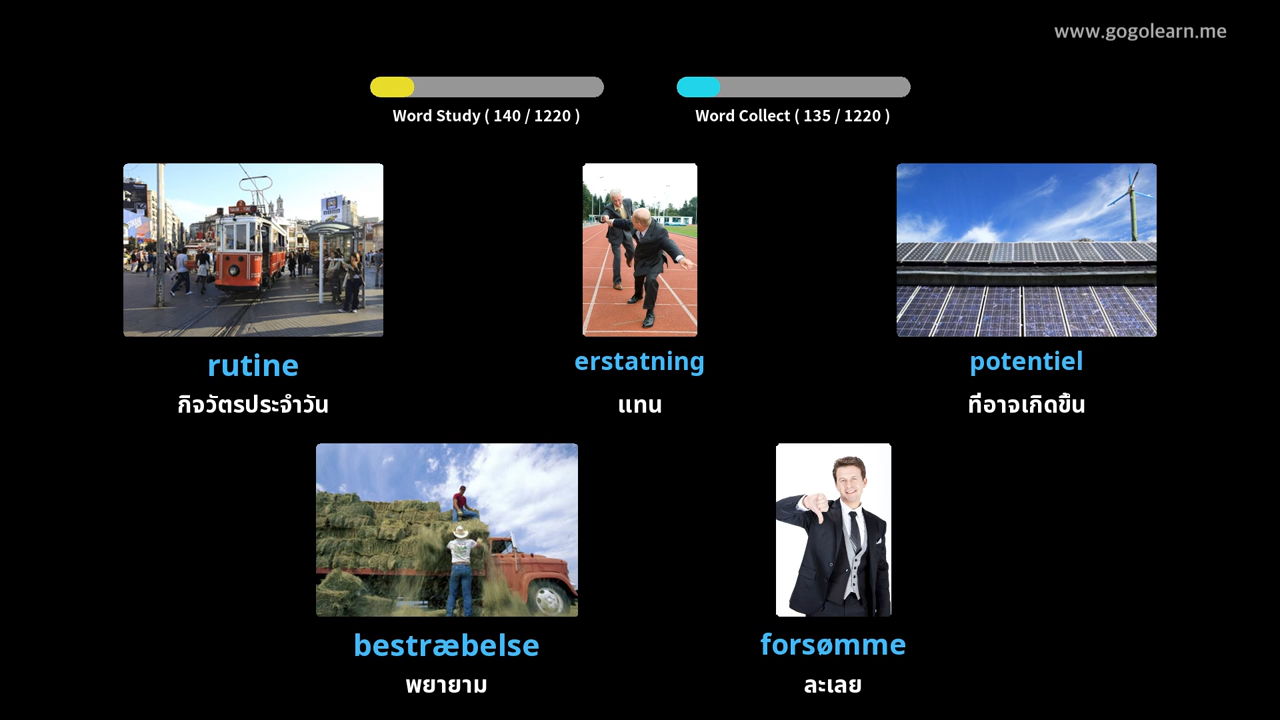 www.gogolearn.me
Word Study ( 140 / 1220 )
Word Collect ( 135 / 1220 )
rutine
erstatning
potentiel
กิจวัตรประจำวัน
แทน
ที่อาจเกิดขึ้น
bestræbelse
forsømme
พยายาม
ละเลย